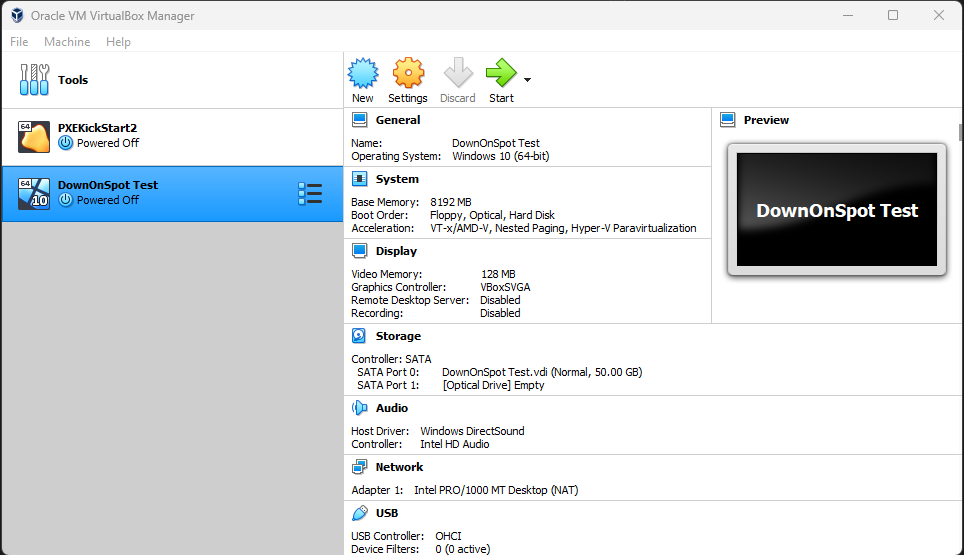 Oracle VM VirtualBox Manager
File Machine Help
Tools
64
PXEKickStart2
Powered Off
64
10
DownOnSpot Test
Powered Off
New Settings Discard Start
General
Name: DownOnSpot Test
Operating System: Windows 10 (64-bit)
System
Base Memory: 8192 MB
Boot Order: Floppy, Optical, Hard Disk
Acceleration: VT-x/AMD-V, Nested Paging, Hyper-V Paravirtualization
Display
Video Memory: 128 MB
Graphics Controller: VBoxSVGA
Remote Desktop Server: Disabled
Recording: Disabled
Preview
DownOnSpot Test
Storage
Controller: SATA
SATA Port 0: DownOnSpot Test.vdi (Normal, 50.00 GB)
SATA Port 1: [Optical Drive] Empty
Audio
Host Driver: Windows DirectSound
Controller: Intel HD Audio
Network
Adapter 1: Intel PRO/1000 MT Desktop (NAT)
USB
USB Controller: OHCI
Device Filters: 0 (0 active)